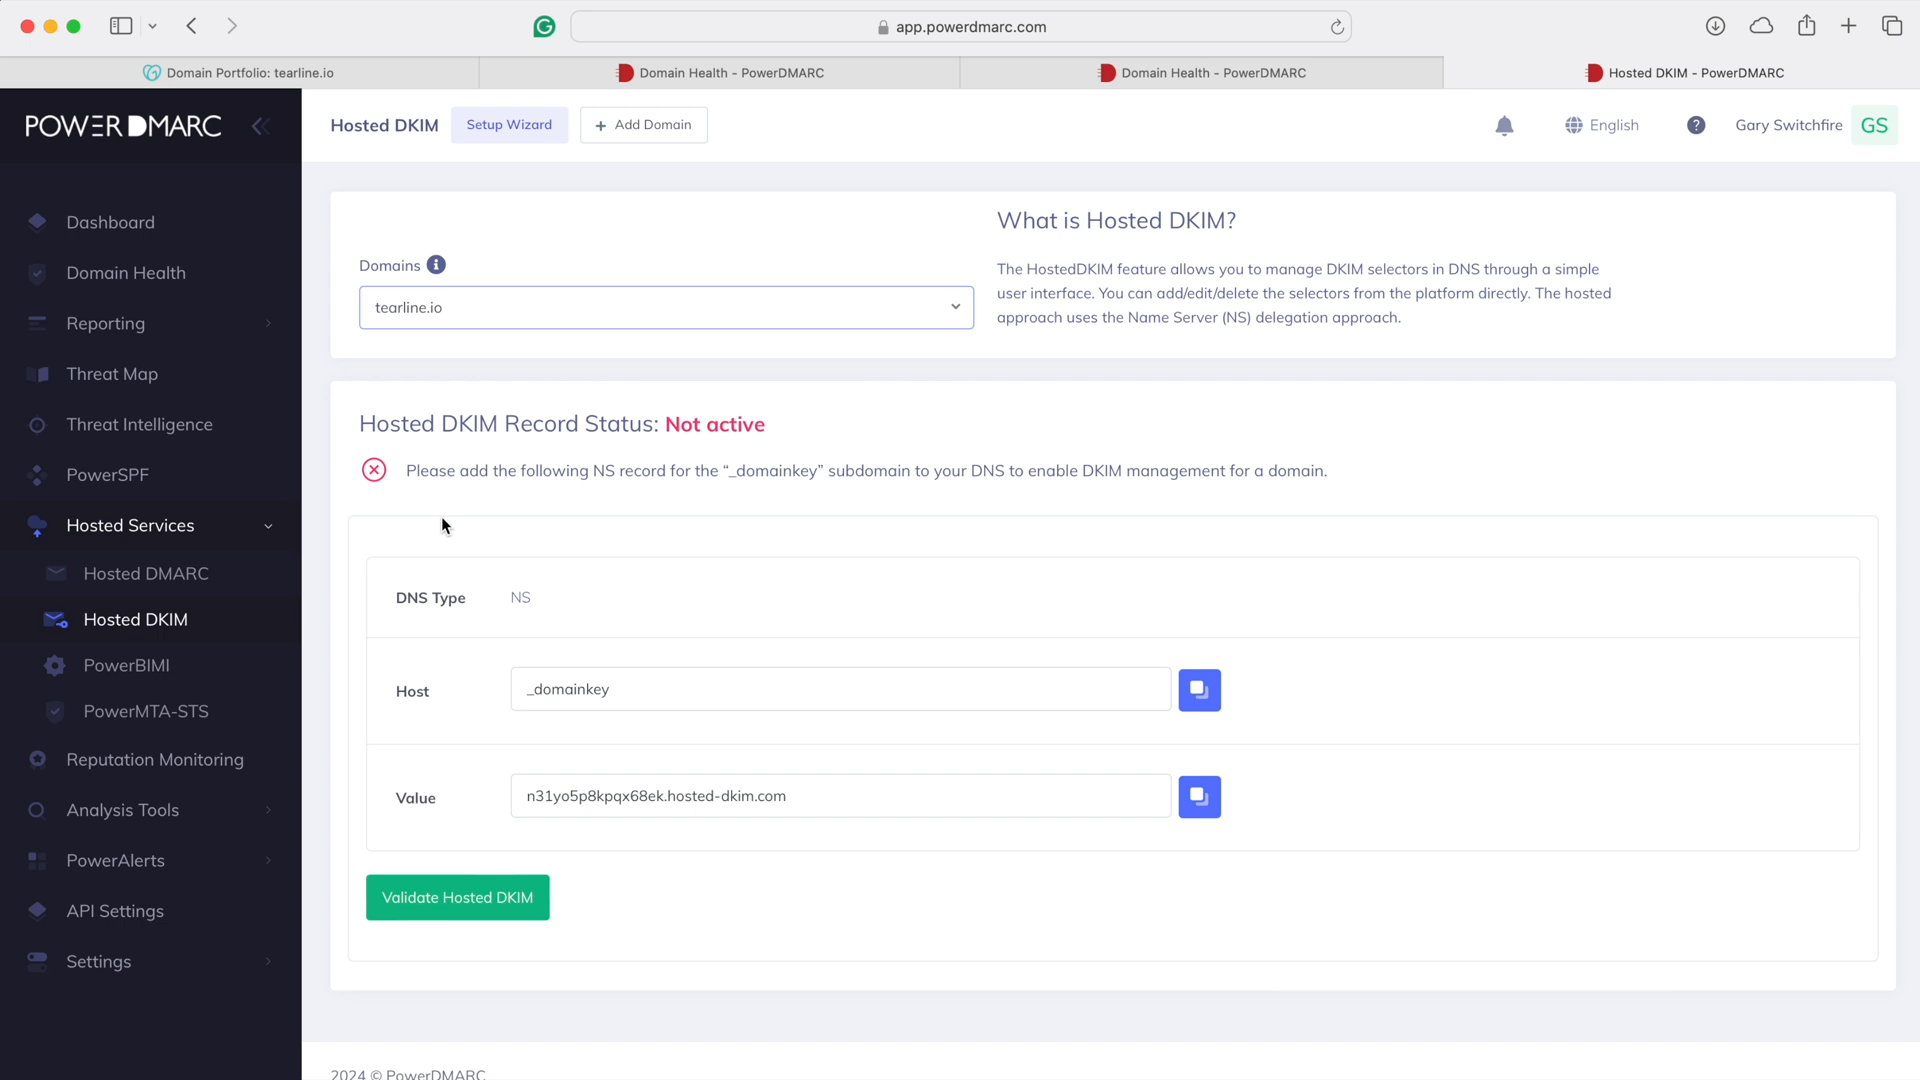 app.powerdmarc.com
Domain Portfolio: tearline.io
Domain Health - PowerDMARC
Domain Health - PowerDMARC
Hosted DKIM - PowerDMARC
POWER DMARC
Hosted DKIM
Setup Wizard
+ Add Domain
English
?
Gary Switchfire
GS
Dashboard
Domain Health
Reporting
Threat Map
Threat Intelligence
PowerSPF
Hosted Services
Hosted DMARC
Hosted DKIM
PowerBIMI
PowerMTA-STS
Reputation Monitoring
Analysis Tools
PowerAlerts
API Settings
Settings
Domains
tearline.io
What is Hosted DKIM?
The HostedDKIM feature allows you to manage DKIM selectors in DNS through a simple
user interface. You can add/edit/delete the selectors from the platform directly. The hosted
approach uses the Name Server (NS) delegation approach.
Hosted DKIM Record Status: Not active
Please add the following NS record for the “_domainkey” subdomain to your DNS to enable DKIM management for a domain.
DNS Type NS
Host _domainkey
Value n31yo5p8kpqx68ek.hosted-dkim.com
Validate Hosted DKIM
2024 © PowerDMARC